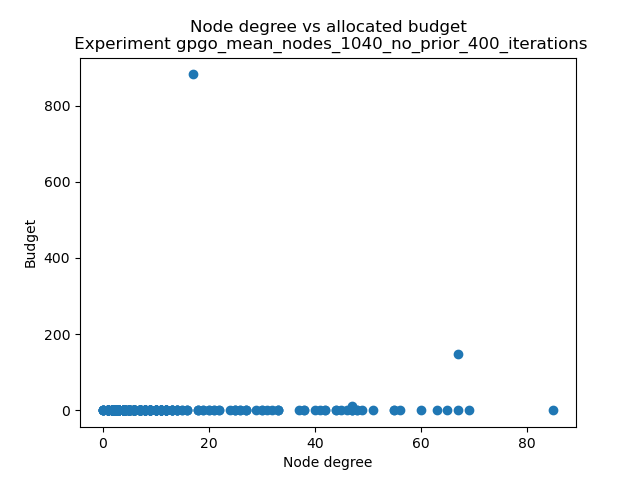 Node degree vs allocated budget
Experiment gpgo_mean_nodes_1040_no_prior_400_iterations
800
600
400
200
0
Budget
0 20 40 60 80
Node degree